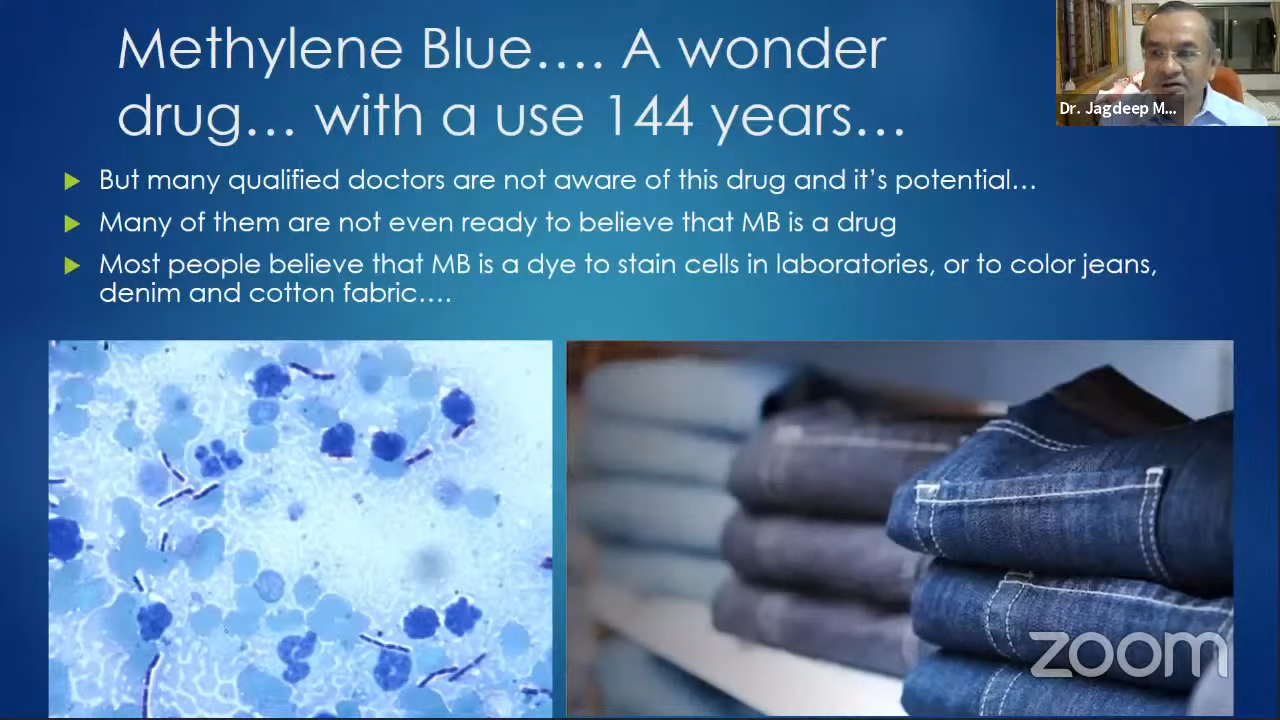 Methylene Blue…. A wonder
drug… with a use 144 years…
Dr. Jagdeep M...
But many qualified doctors are not aware of this drug and it’s potential…
Many of them are not even ready to believe that MB is a drug
Most people believe that MB is a dye to stain cells in laboratories, or to color jeans,
denim and cotton fabric….
zoom